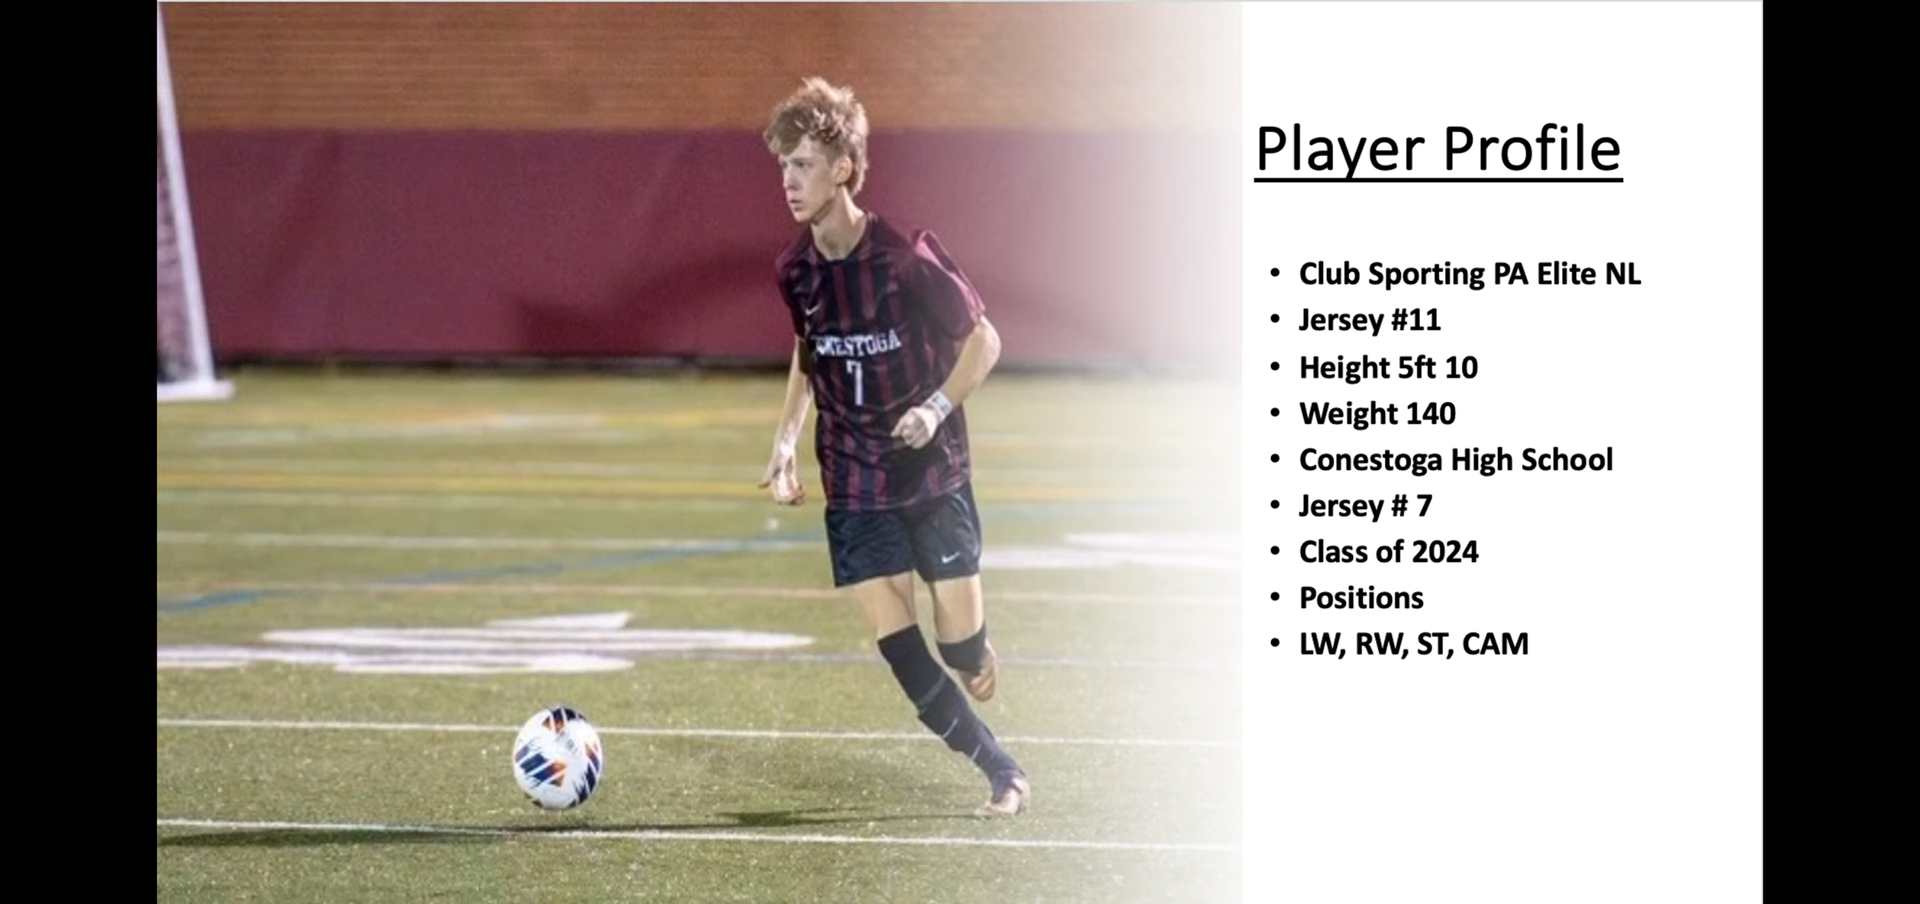 Player Profile
• Club Sporting PA Elite NL
• Jersey #11
• Height 5ft 10
• Weight 140
• Conestoga High School
• Jersey # 7
• Class of 2024
• Positions
• LW, RW, ST, CAM
7